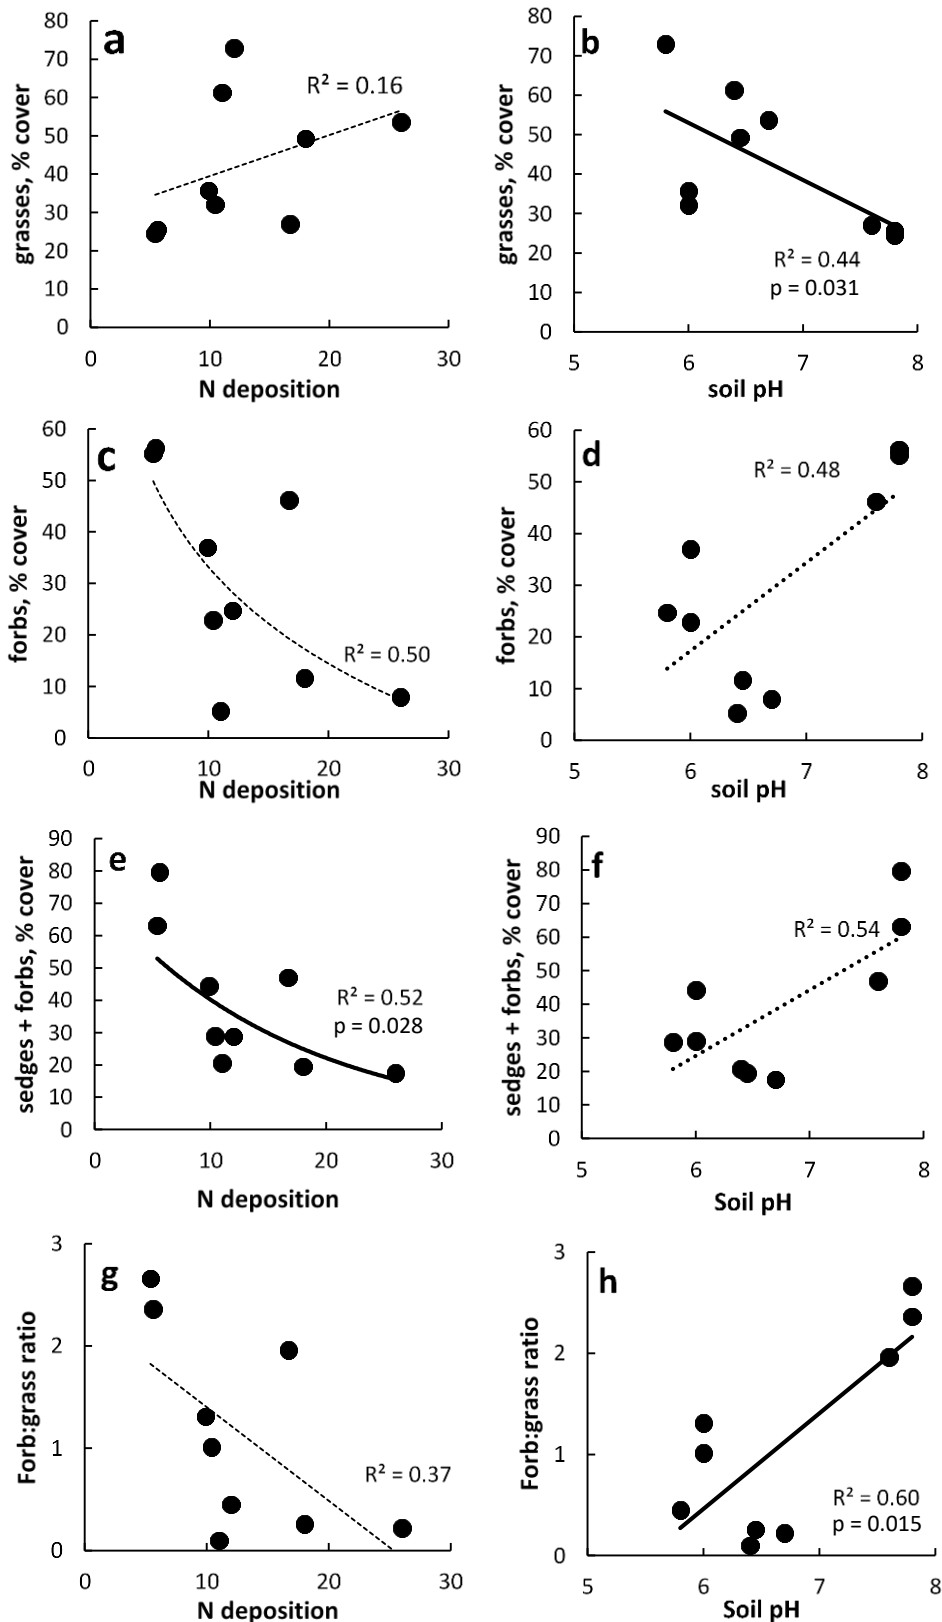 a
grasses, % cover
80
70
60
50
40
30
20
10
0
R² = 0.16
0 10 20 30
N deposition
b
grasses, % cover
80
70
60
50
40
30
20
10
0
R² = 0.44
p = 0.031
5 6 7 8
soil pH
c
forbs, % cover
60
50
40
30
20
10
0
R² = 0.50
0 10 20 30
N deposition
d
forbs, % cover
60
50
40
30
20
10
0
R² = 0.48
5 6 7 8
soil pH
e
sedges + forbs, % cover
90
80
70
60
50
40
30
20
10
0
R² = 0.52
p = 0.028
0 10 20 30
N deposition
f
sedges + forbs, % cover
90
80
70
60
50
40
30
20
10
0
R² = 0.54
5 6 7 8
Soil pH
g
Forb:grass ratio
3
2
1
0
R² = 0.37
0 10 20 30
N deposition
h
Forb:grass ratio
3
2
1
0
R² = 0.60
p = 0.015
5 6 7 8
Soil pH